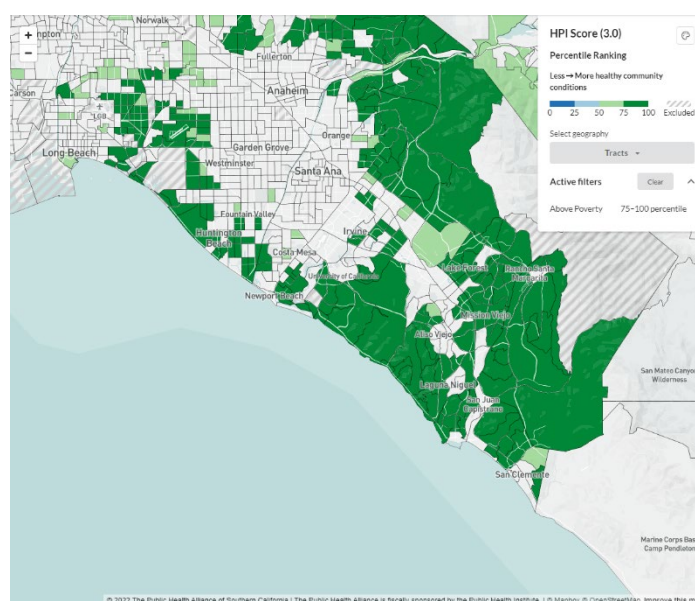 HPI Score (3.0)
Percentile Ranking
Less → More healthy community
conditions
0 25 50 75 100 Excluded
Select geography
Tracts
Active filters Clear
Above Poverty 75–100 percentile
+
−
Norwalk
Fullerton
Anaheim
Orange
LGB
Long Beach
Garden Grove
Westminster
Santa Ana
Fountain Valley
Huntington
Beach
Irvine
Costa Mesa
University of California
Newport Beach
Lake Forest
Rancho Santa
Margarita
Mission Viejo
Aliso Viejo
Laguna Niguel
San Juan
Capistrano
San Clemente
San Mateo Canyon
Wilderness
Marine Corps Bas
Camp Pendleton
© 2022 The Public Health Alliance of Southern California | The Public Health Alliance is fiscally sponsored by the Public Health Institute. | © Mapbox © OpenStreetMap Improve this m